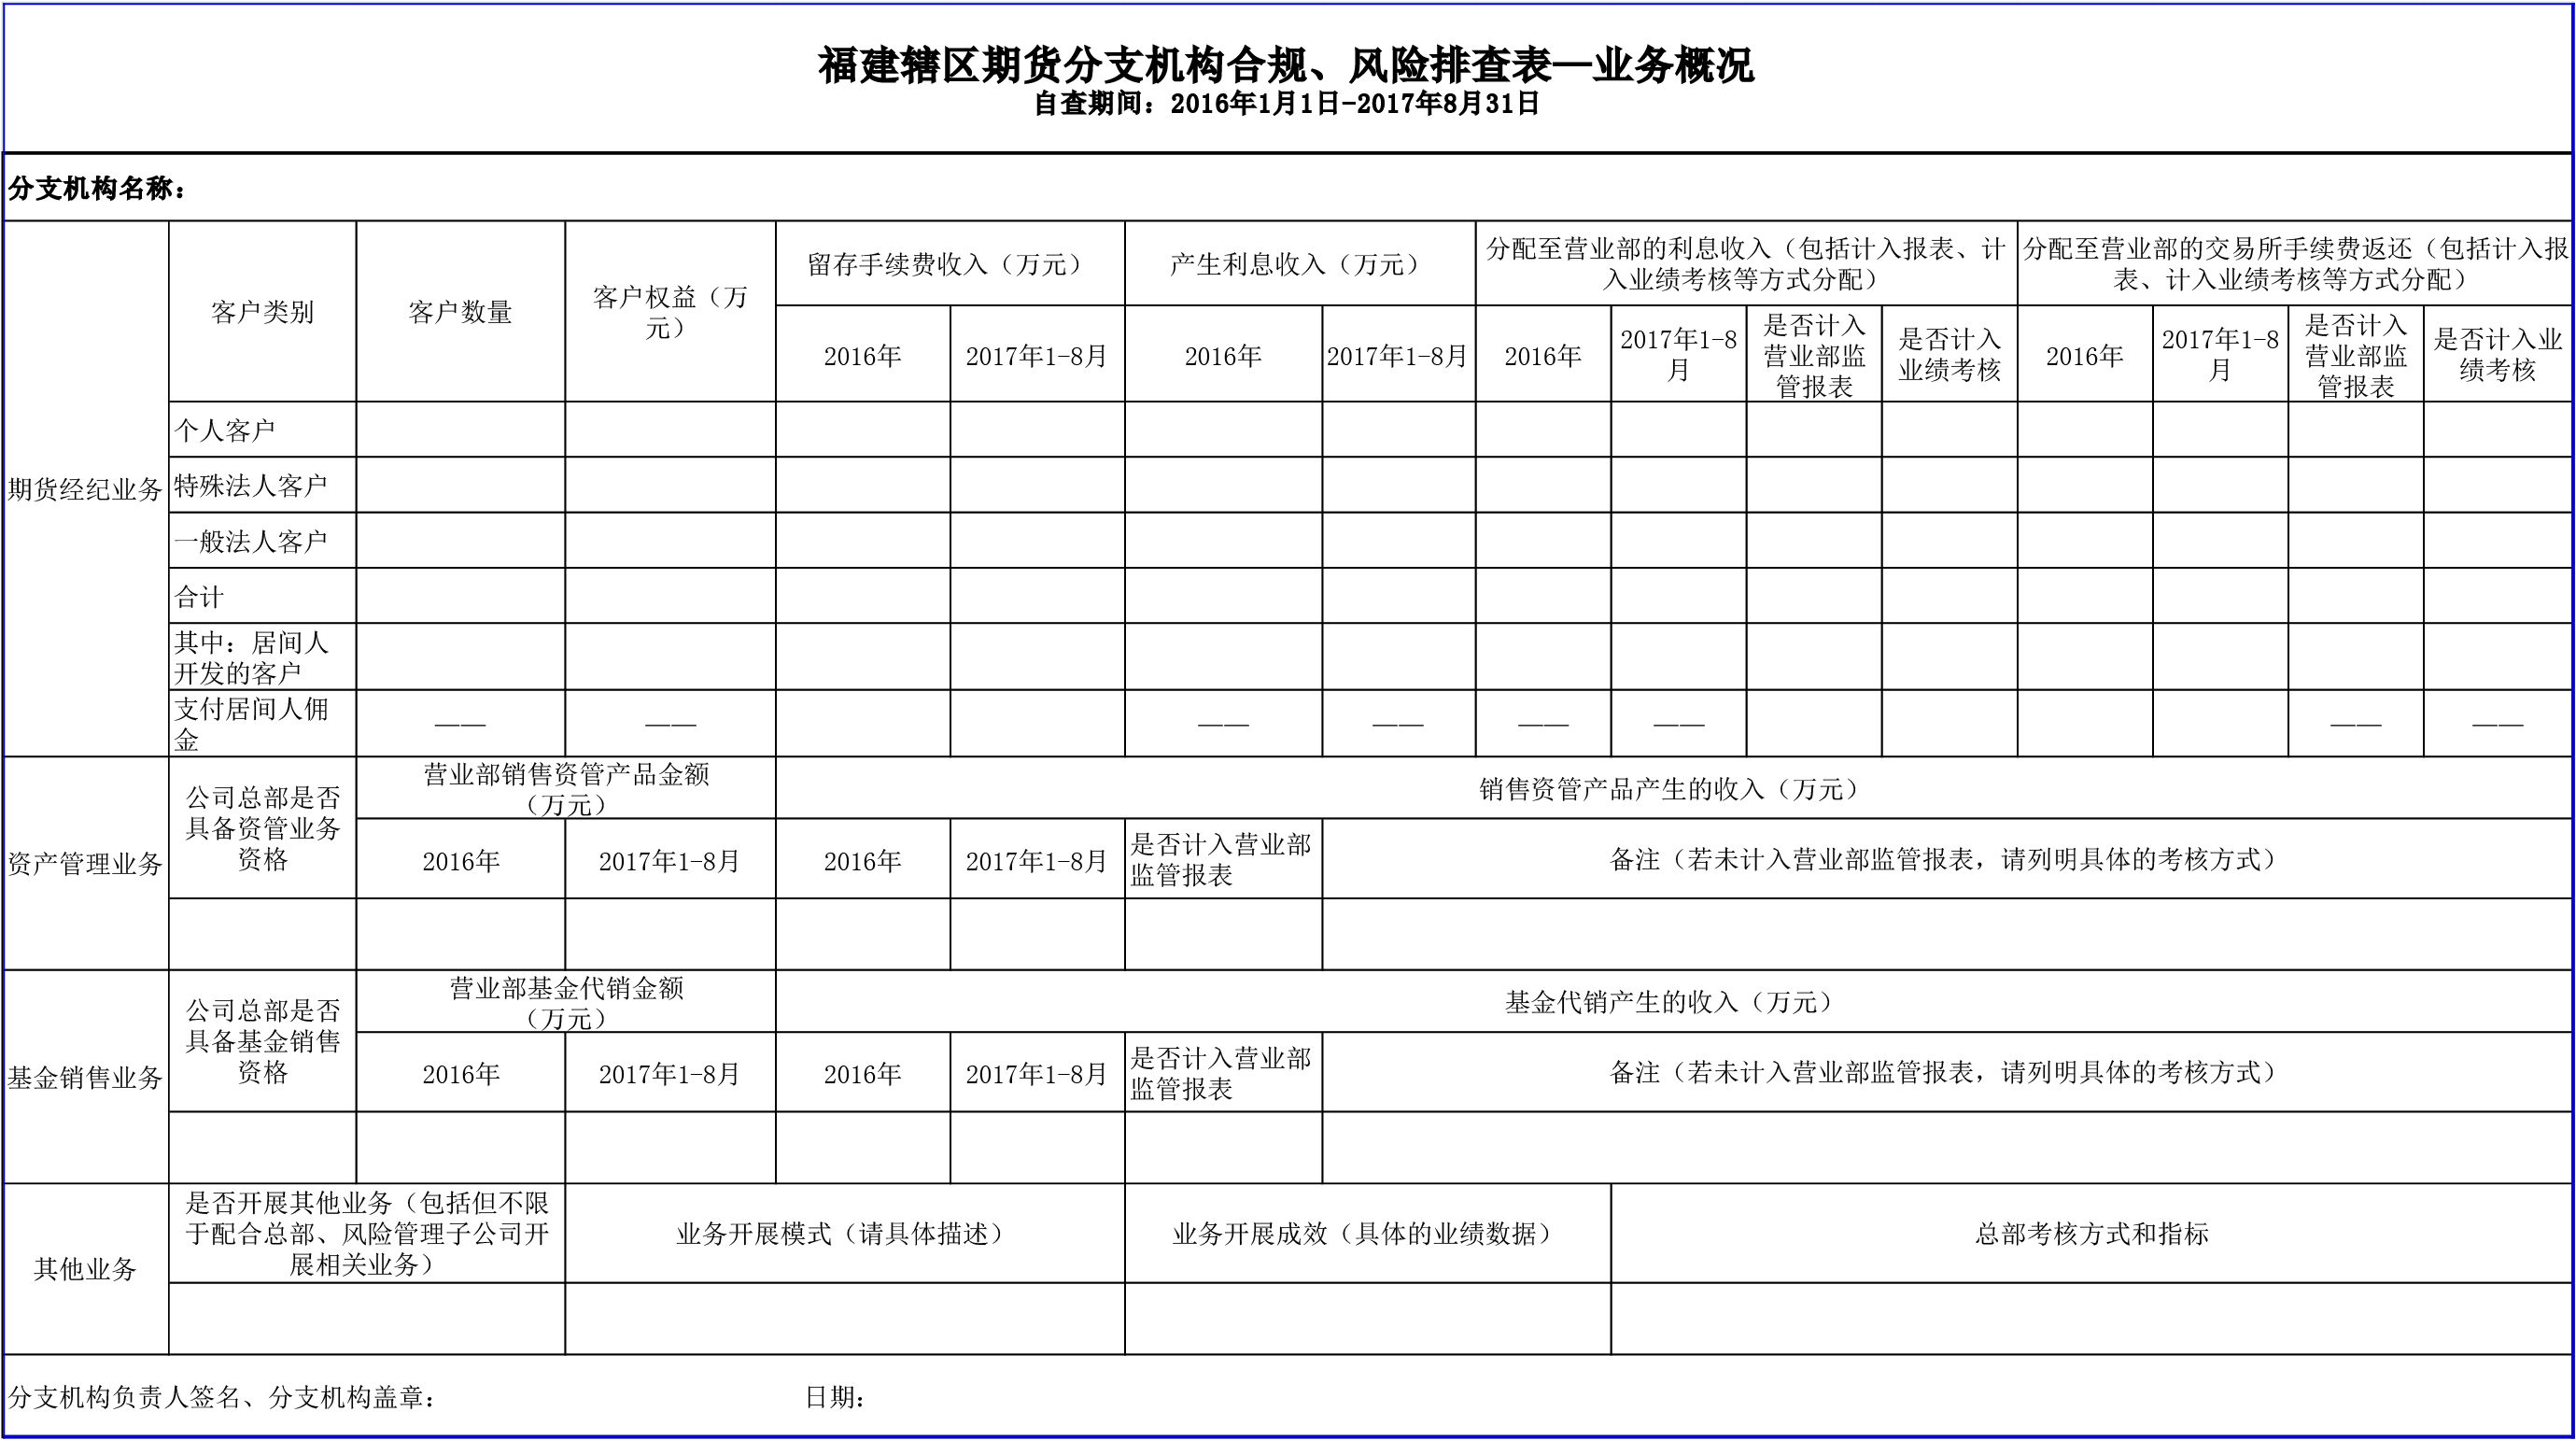 福建辖区期货分支机构合规、风险排查表—业务概况
自查期间：2016年1月1日-2017年8月31日
分支机构名称：
期货经纪业务
客户类别
客户数量
客户权益（万
元）
留存手续费收入（万元）
产生利息收入（万元）
分配至营业部的利息收入（包括计入报表、计
入业绩考核等方式分配）
分配至营业部的交易所手续费返还（包括计入报
表、计入业绩考核等方式分配）
2016年
2017年1-8月
2016年
2017年1-8月
2016年
2017年1-8
月
是否计入
营业部监
管报表
是否计入
业绩考核
2016年
2017年1-8
月
是否计入
营业部监
管报表
是否计入业
绩考核
个人客户
特殊法人客户
一般法人客户
合计
其中：居间人
开发的客户
支付居间人佣
金
——
——
——
——
——
——
——
——
资产管理业务
公司总部是否
具备资管业务
资格
营业部销售资管产品金额
（万元）
销售资管产品产生的收入（万元）
2016年
2017年1-8月
2016年
2017年1-8月
是否计入营业部
监管报表
备注（若未计入营业部监管报表，请列明具体的考核方式）
基金销售业务
公司总部是否
具备基金销售
资格
营业部基金代销金额
（万元）
基金代销产生的收入（万元）
2016年
2017年1-8月
2016年
2017年1-8月
是否计入营业部
监管报表
备注（若未计入营业部监管报表，请列明具体的考核方式）
其他业务
是否开展其他业务（包括但不限
于配合总部、风险管理子公司开
展相关业务）
业务开展模式（请具体描述）
业务开展成效（具体的业绩数据）
总部考核方式和指标
分支机构负责人签名、分支机构盖章：
日期：